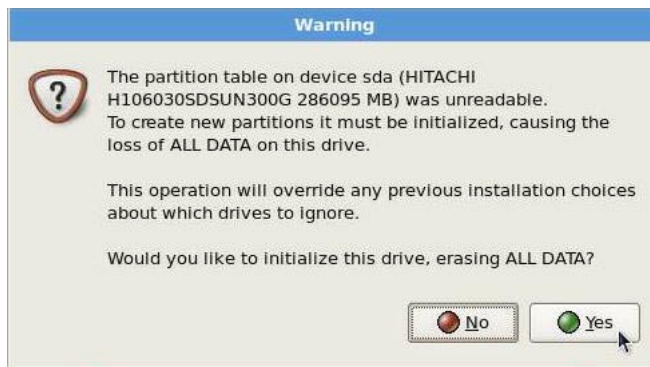 Warning
The partition table on device sda (HITACHI
H106030SDSUN300G 286095 MB) was unreadable.
To create new partitions it must be initialized, causing the
loss of ALL DATA on this drive.
This operation will override any previous installation choices
about which drives to ignore.
Would you like to initialize this drive, erasing ALL DATA?
No
Yes